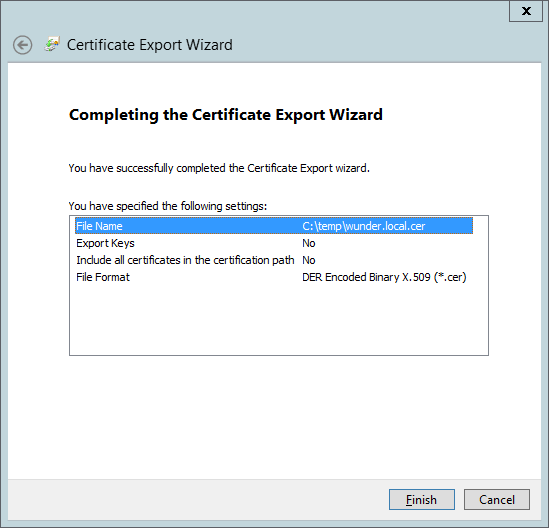 X
Certificate Export Wizard
Completing the Certificate Export Wizard
You have successfully completed the Certificate Export wizard.
You have specified the following settings:
File Name C:\temp\wunder.local.cer
Export Keys No
Include all certificates in the certification path No
File Format DER Encoded Binary X.509 (*.cer)
Finish Cancel